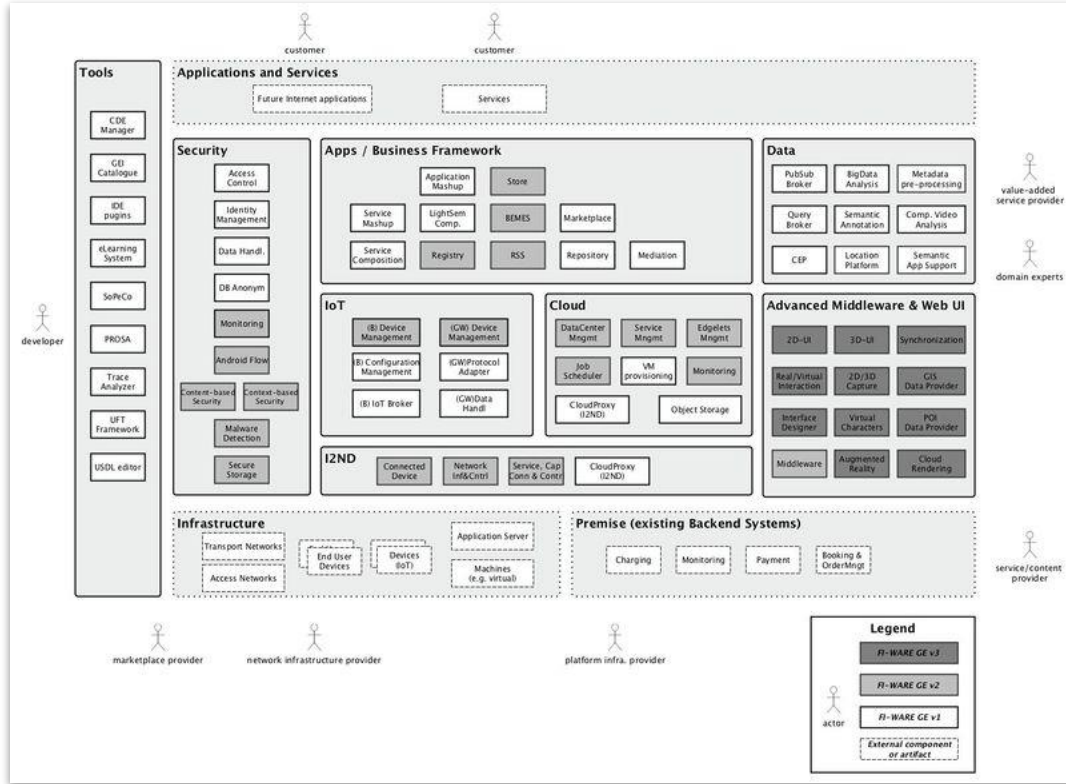 customer
customer
Tools
CDE
Manager
GEI
Catalogue
IDE
pugins
eLearning
System
SoPeCo
PROSA
Trace
Analyzer
UFT
Framework
USDL editor
Applications and Services
Future Internet applications
Services
Security
Access
Control
Identity
Management
Data Handl.
DB Anonym
Monitoring
Android Flow
Content-based
Security
Context-based
Security
Malware
Detection
Secure
Storage
Apps / Business Framework
Application
Mashup
Store
Service
Mashup
LightSem
Comp.
BEMES
Marketplace
Service
Composition
Registry
RSS
Repository
Mediation
Data
PubSub
Broker
BigData
Analysis
Metadata
pre-processing
Query
Broker
Semantic
Annotation
Comp. Video
Analysis
CEP
Location
Platform
Semantic
App Support
IoT
(B) Device
Management
(GW) Device
Management
(B) Configuration
Management
(GW)Protocol
Adapter
(B) IoT Broker
(GW)Data
Handl
Cloud
DataCenter
Mngmt
Service
Mngmt
Edgelets
Mngmt
Job
Scheduler
VM
provisioning
Monitoring
CloudProxy
(I2ND)
Object Storage
Advanced Middleware & Web UI
2D-UI
3D-UI
Synchronization
Real/Virtual
Interaction
2D/3D
Capture
GIS
Data Provider
Interface
Designer
Virtual
Characters
POI
Data Provider
Middleware
Augmented
Reality
Cloud
Rendering
I2ND
Connected
Device
Network
Inf&Cntrl
Service, Cap
Conn & Contr
CloudProxy
(I2ND)
Infrastructure
Transport Networks
Access Networks
End User
Devices
Devices
(IoT)
Application Server
Machines
(e.g. virtual)
Premise (existing Backend Systems)
Charging
Monitoring
Payment
Booking &
OrderMngt
developer
value-added
service provider
domain experts
service/content
provider
marketplace provider
network infrastructure provider
platform infra. provider
Legend
FI-WARE GE v3
FI-WARE GE v2
FI-WARE GE v1
External component
or artifact
actor